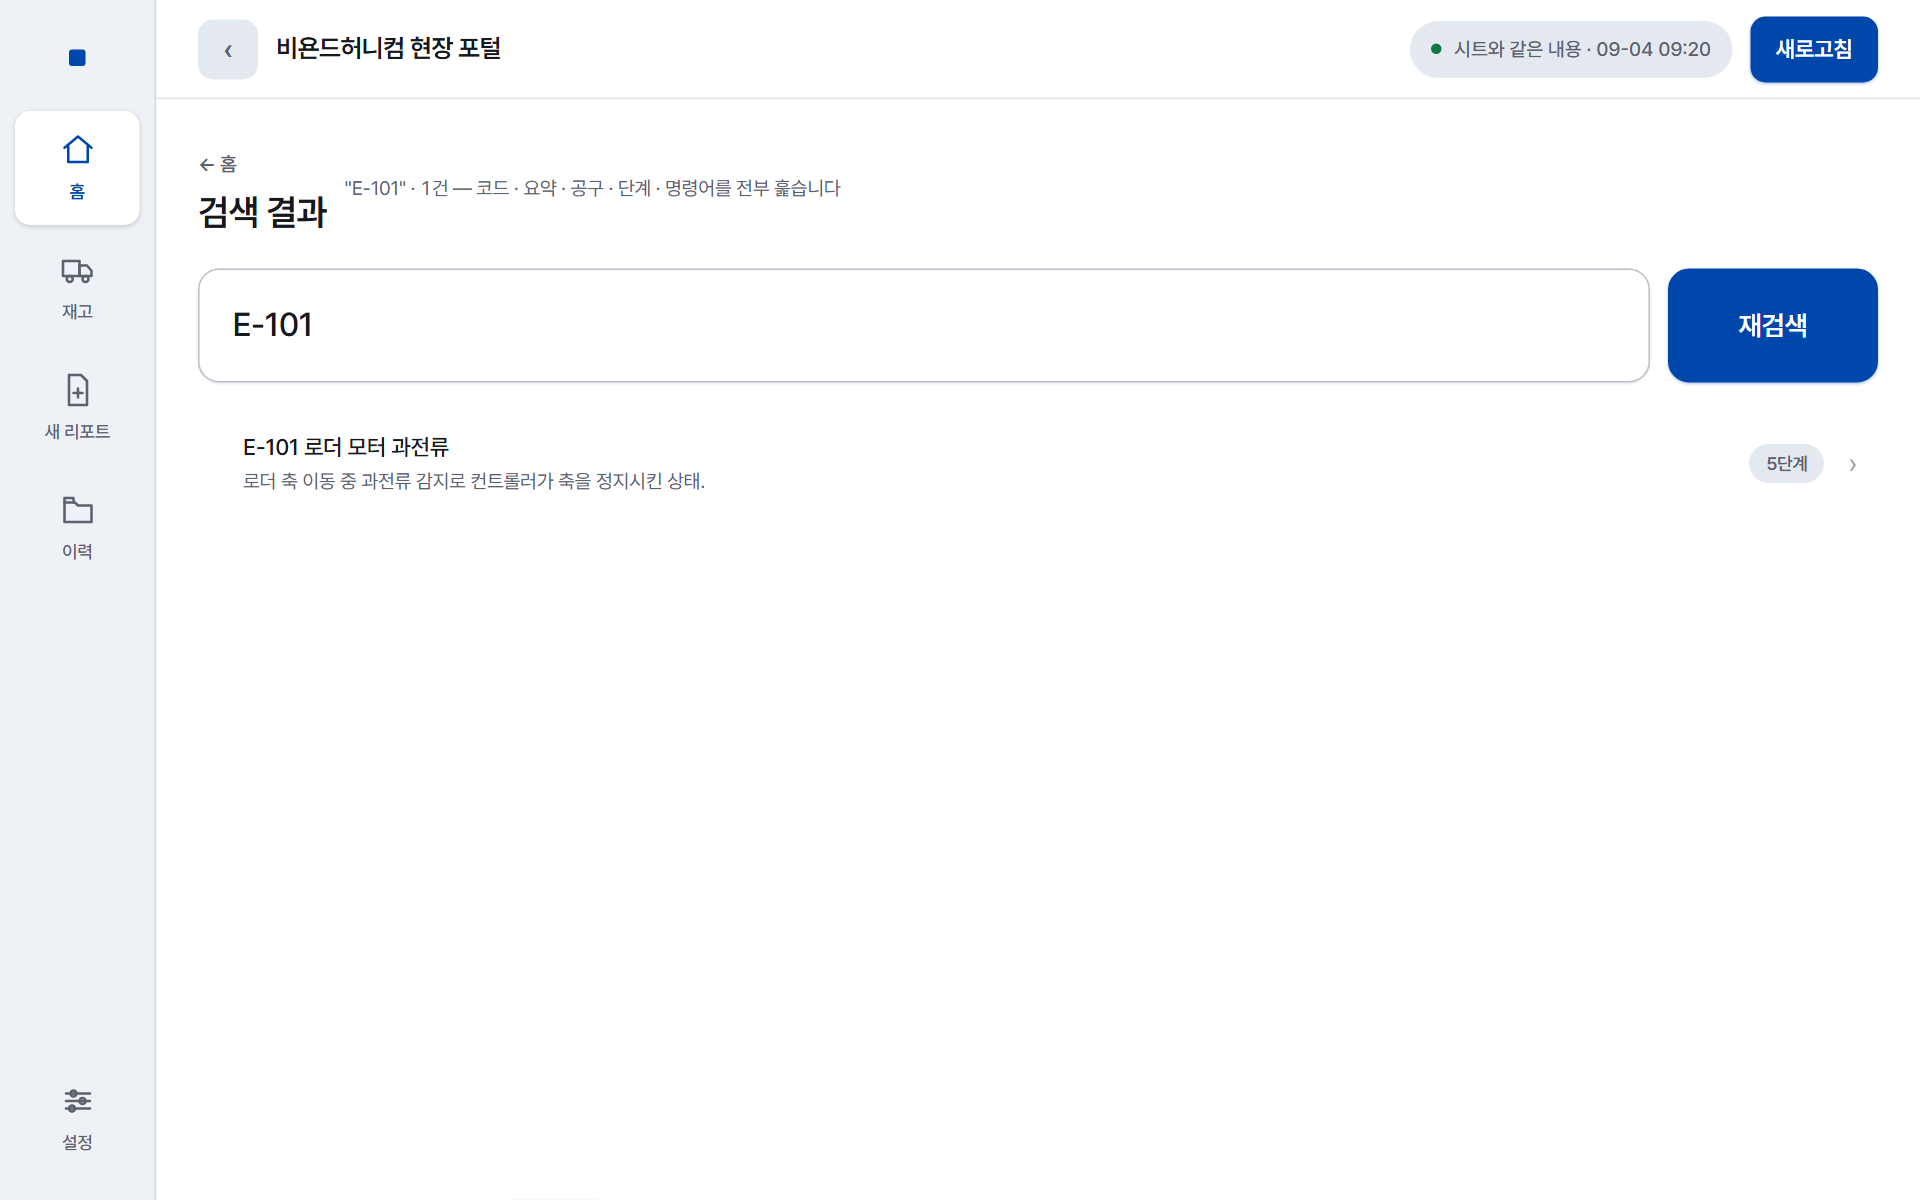 비욘드허니컴 현장 포털
시트와 같은 내용 · 09-04 09:20
새로고침
홈
재고
새 리포트
이력
설정
← 홈
검색 결과
"E-101" · 1건 — 코드 · 요약 · 공구 · 단계 · 명령어를 전부 훑습니다
E-101
재검색
E-101 로더 모터 과전류
로더 축 이동 중 과전류 감지로 컨트롤러가 축을 정지시킨 상태.
5단계